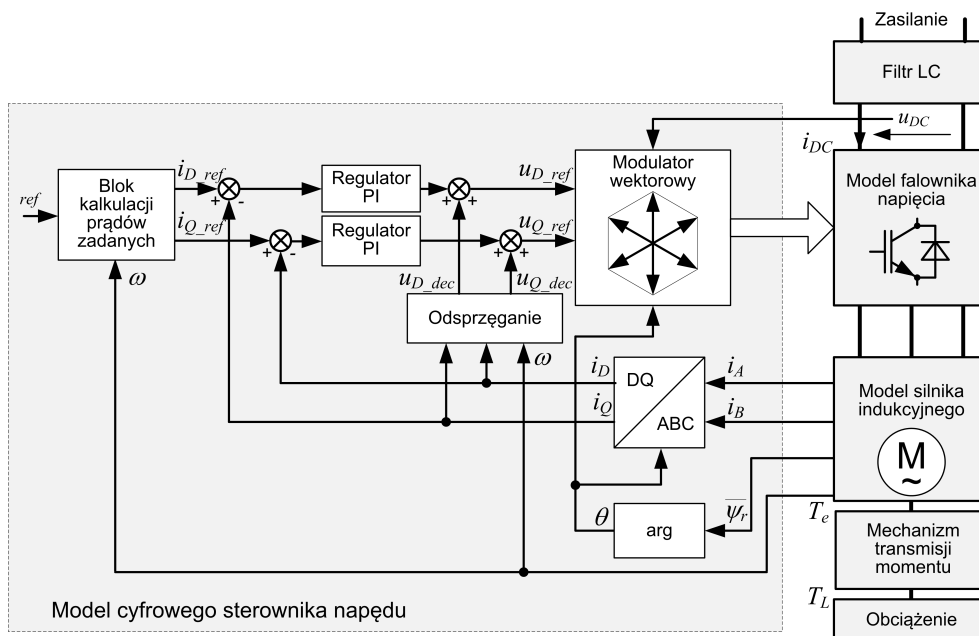 Zasilanie
Filtr LC
u_DC
i_DC
ref
Blok
kalkulacji
prądów
zadanych
i_D_ref
i_Q_ref
+
-
+
-
Regulator
PI
Regulator
PI
+
+
+
+
u_D_ref
u_Q_ref
Modulator
wektorowy
Model falownika
napięcia
ω
u_D_dec
u_Q_dec
Odsprzęganie
ω
i_D
i_Q
DQ
ABC
i_A
i_B
Model silnika
indukcyjnego
M
~
θ
arg
ψ_r
T_e
Mechanizm
transmisji
momentu
T_L
Obciążenie
Model cyfrowego sterownika napędu